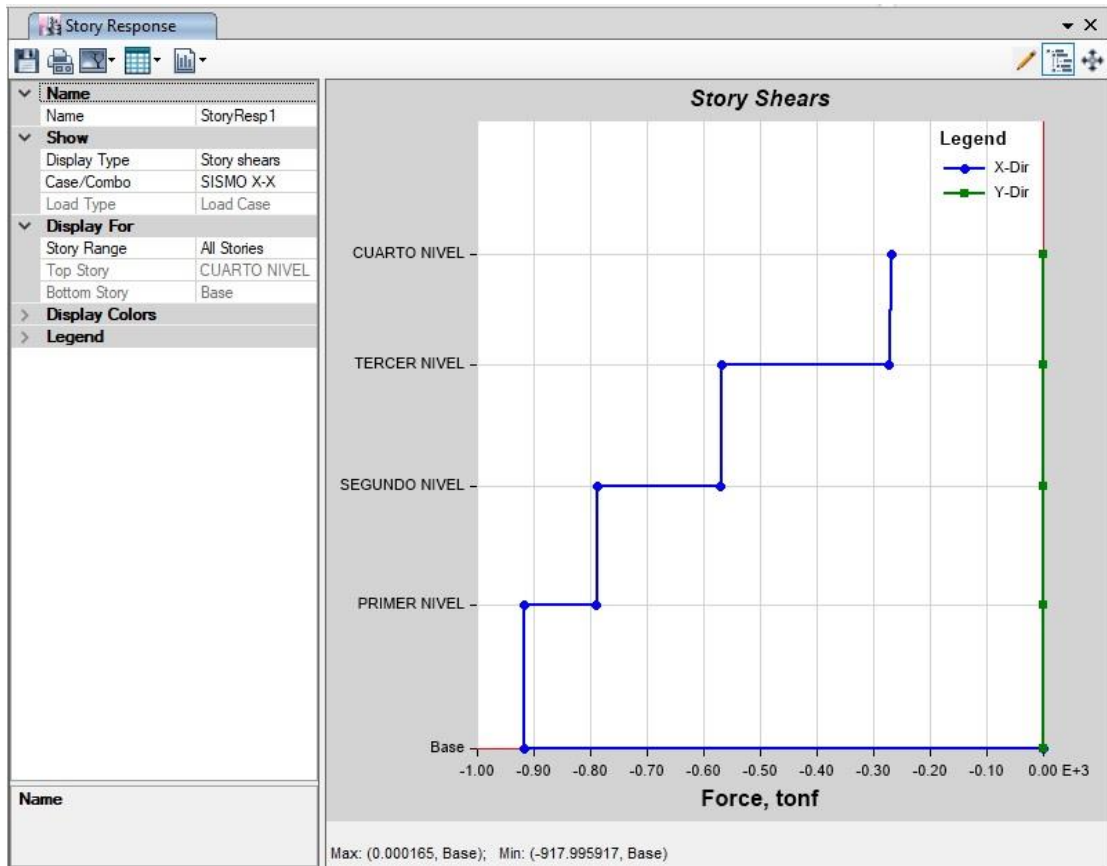 Story Response
Name
Name StoryResp1
Show
Display Type Story shears
Case/Combo SISMO X-X
Load Type Load Case
Display For
Story Range All Stories
Top Story CUARTO NIVEL
Bottom Story Base
Display Colors
Legend
Name
Story Shears
Legend
X-Dir
Y-Dir
CUARTO NIVEL
TERCER NIVEL
SEGUNDO NIVEL
PRIMER NIVEL
Base
-1.00 -0.90 -0.80 -0.70 -0.60 -0.50 -0.40 -0.30 -0.20 -0.10 0.00 E+3
Force, tonf
Max: (0.000165, Base); Min: (-917.995917, Base)